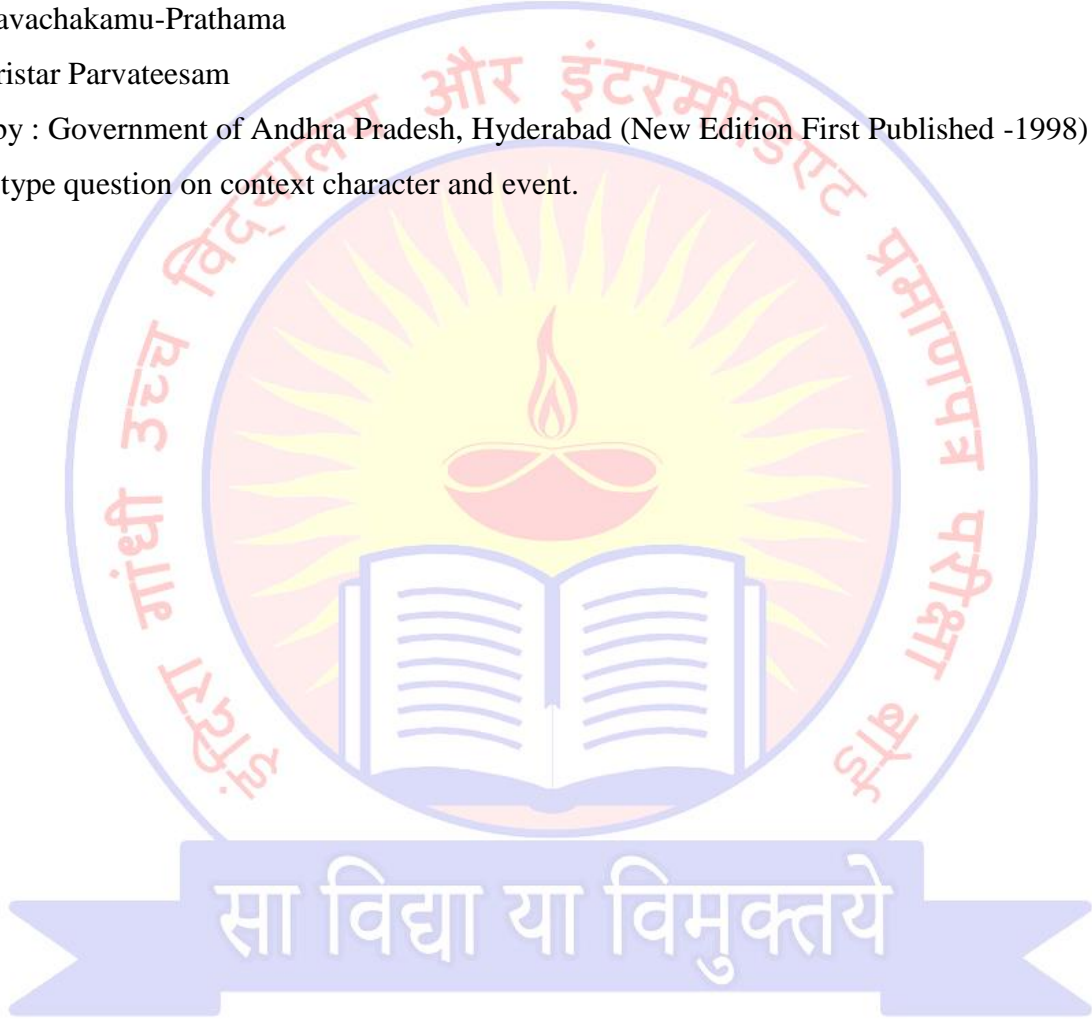 avachakamu-Prathama
ristar Parvateesam
by : Government of Andhra Pradesh, Hyderabad (New Edition First Published -1998)
type question on context character and event.
इंदिरा गांधी उच्च विद्यालय और इंटरमीडिएट प्रमाणपत्र परीक्षा बोर्ड
सा विद्या या विमुक्तये